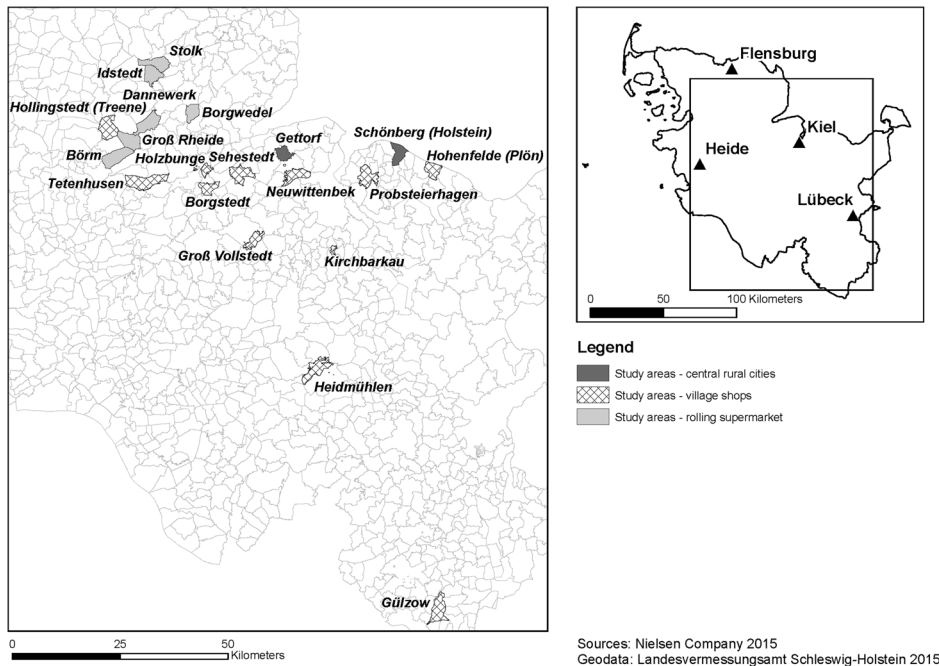 Stolk
Idstedt
Dannewerk
Hollingstedt (Treene)
Borgwedel
Groß Rheide
Gettorf
Schönberg (Holstein)
Börm
Holzbunge
Sehestedt
Hohenfelde (Plön)
Tetenhusen
Borgstedt
Neuwittenbek
Probsteierhagen
Groß Vollstedt
Kirchbarkau
Heidmühlen
Gülzow
0 25 50
Kilometers
Flensburg
Kiel
Heide
Lübeck
0 50 100 Kilometers
Legend
Study areas - central rural cities
Study areas - village shops
Study areas - rolling supermarket
Sources: Nielsen Company 2015
Geodata: Landesvermessungsamt Schleswig-Holstein 2015